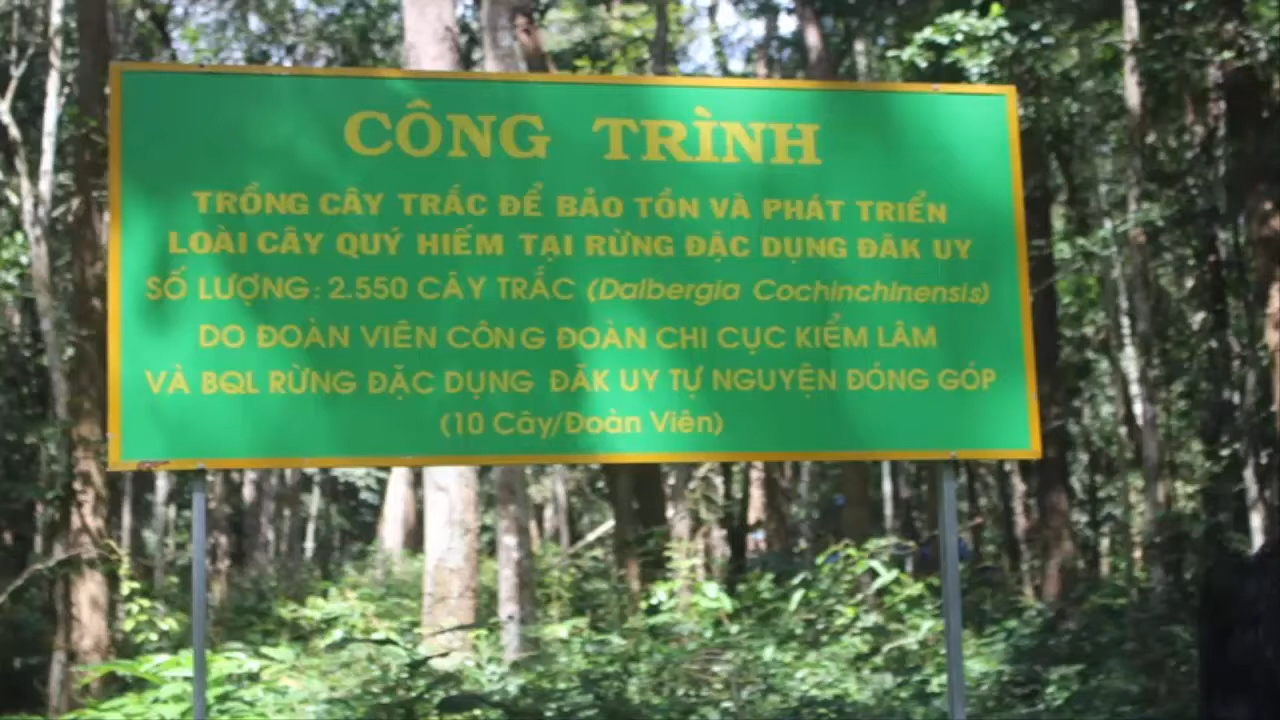 CÔNG TRÌNH
TRỒNG CÂY TRẮC ĐỂ BẢO TỒN VÀ PHÁT TRIỂN
LOÀI CÂY QUÝ HIẾM TẠI RỪNG ĐẶC DỤNG ĐĂK UY
SỐ LƯỢNG: 2.550 CÂY TRẮC (Dalbergia Cochinchinensis)
DO ĐOÀN VIÊN CÔNG ĐOÀN CHI CỤC KIỂM LÂM
VÀ BQL RỪNG ĐẶC DỤNG ĐĂK UY TỰ NGUYỆN ĐÓNG GÓP
(10 Cây/Đoàn Viên)